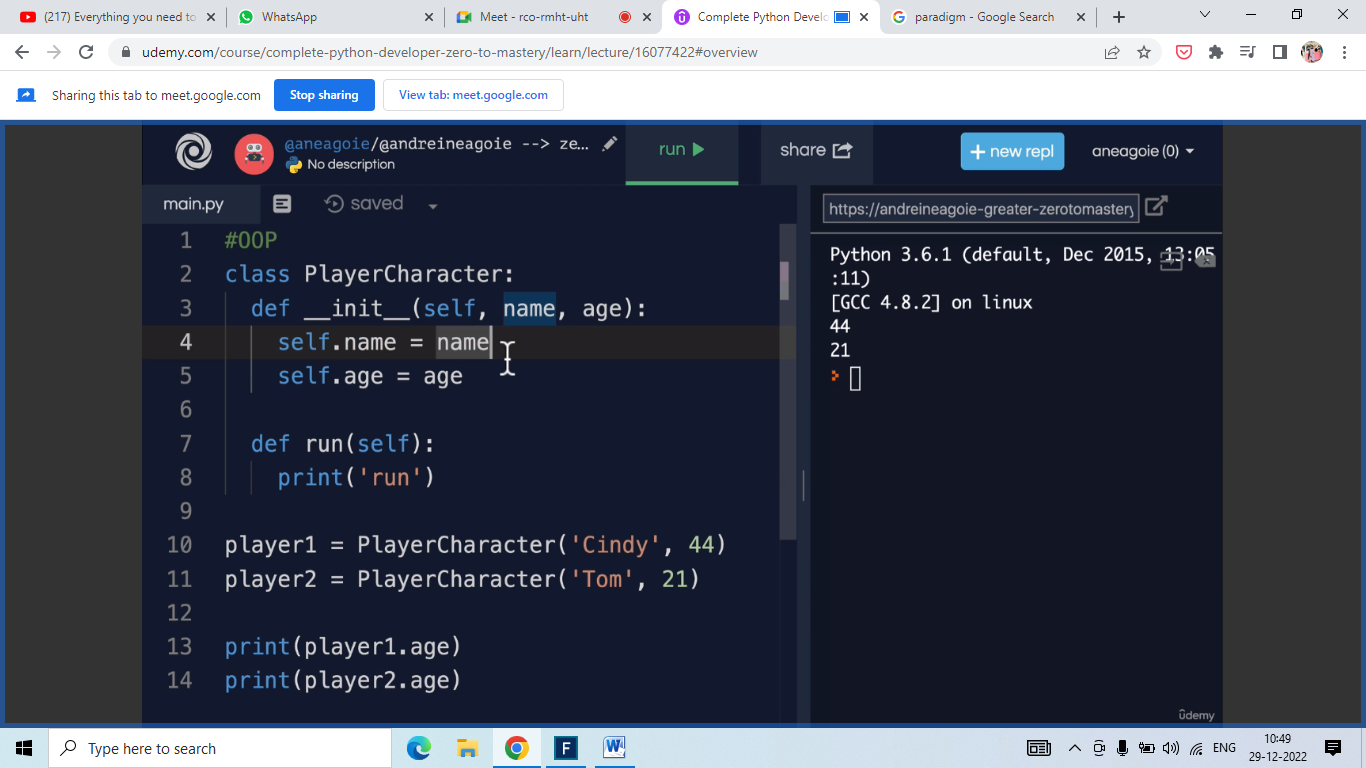 (217) Everything you need to
WhatsApp
Meet - rco-rmht-uht
Complete Python Develo
paradigm - Google Search
udemy.com/course/complete-python-developer-zero-to-mastery/learn/lecture/16077422#overview
Sharing this tab to meet.google.com
Stop sharing
View tab: meet.google.com
@aneagoie/@andreineagoie --> ze...
No description
run
share
+ new repl
aneagoie (0)
main.py
saved
https://andreineagoie-greater-zerotomastery
1 #OOP
2 class PlayerCharacter:
3 def __init__(self, name, age):
4 self.name = name
5 self.age = age
6
7 def run(self):
8 print('run')
9
10 player1 = PlayerCharacter('Cindy', 44)
11 player2 = PlayerCharacter('Tom', 21)
12
13 print(player1.age)
14 print(player2.age)
Python 3.6.1 (default, Dec 2015, 13:05
:11)
[GCC 4.8.2] on linux
44
21
ûdemy
Type here to search
F
W
ENG
10:49
29-12-2022